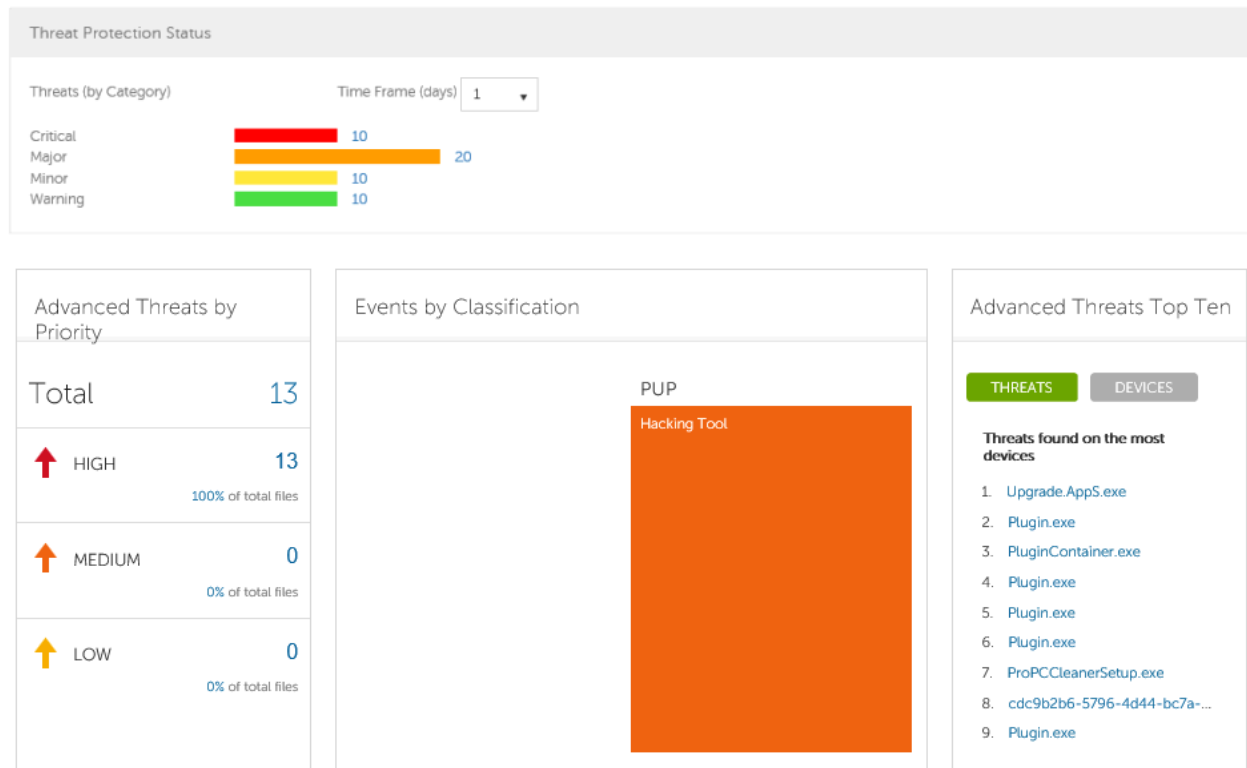 Threat Protection Status
Threats (by Category)
Time Frame (days) 1
Critical 10
Major 20
Minor 10
Warning 10
Advanced Threats by
Priority
Total 13
HIGH 13
100% of total files
MEDIUM 0
0% of total files
LOW 0
0% of total files
Events by Classification
PUP
Hacking Tool
Advanced Threats Top Ten
THREATS DEVICES
Threats found on the most
devices
1. Upgrade.AppS.exe
2. Plugin.exe
3. PluginContainer.exe
4. Plugin.exe
5. Plugin.exe
6. Plugin.exe
7. ProPCCleanerSetup.exe
8. cdc9b2b6-5796-4d44-bc7a-...
9. Plugin.exe